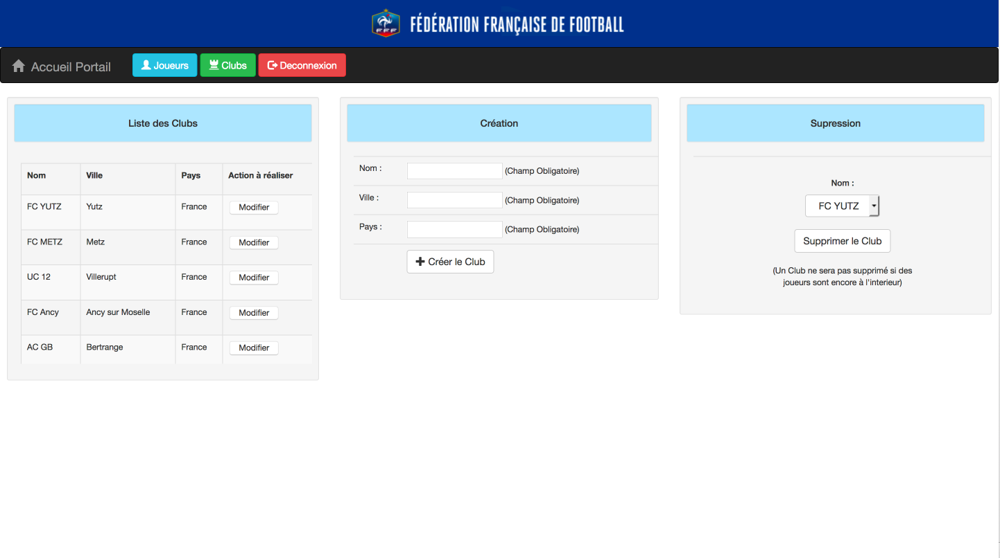 FFF
FÉDÉRATION FRANÇAISE DE FOOTBALL
Accueil Portail
Joueurs
Clubs
Deconnexion
Liste des Clubs
Nom Ville Pays Action à réaliser
FC YUTZ Yutz France Modifier
FC METZ Metz France Modifier
UC 12 Villerupt France Modifier
FC Ancy Ancy sur Moselle France Modifier
AC GB Bertrange France Modifier
Création
Nom : (Champ Obligatoire)
Ville : (Champ Obligatoire)
Pays : (Champ Obligatoire)
Créer le Club
Supression
Nom :
FC YUTZ
Supprimer le Club
(Un Club ne sera pas supprimé si des
joueurs sont encore à l'interieur)